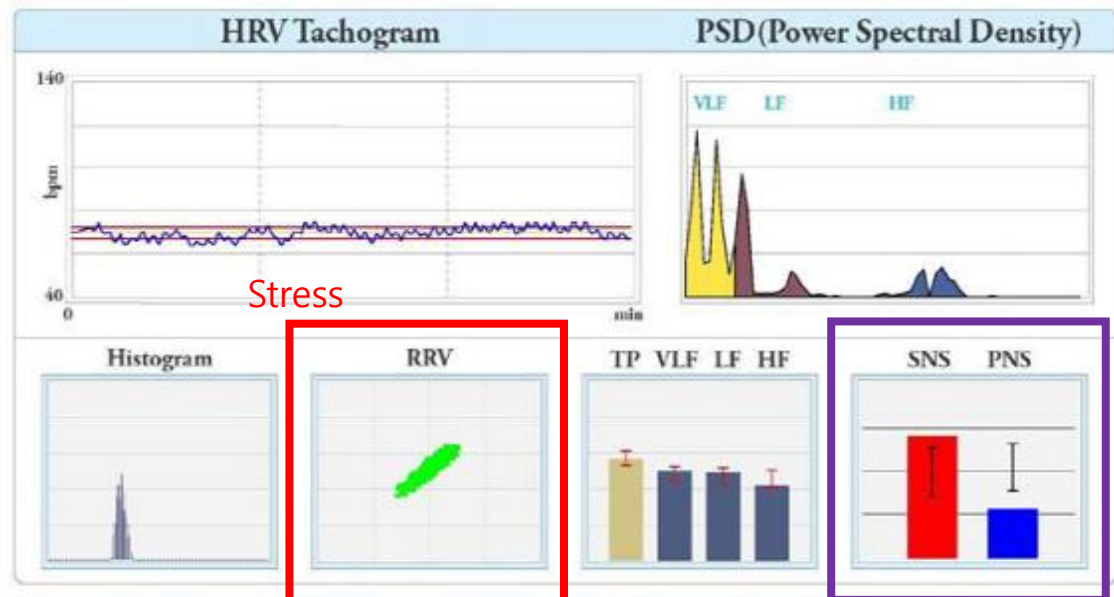 HRV Tachogram
PSD(Power Spectral Density)
140
bpm
40
0
min
VLF LF HF
Stress
Histogram
RRV
TP VLF LF HF
SNS PNS